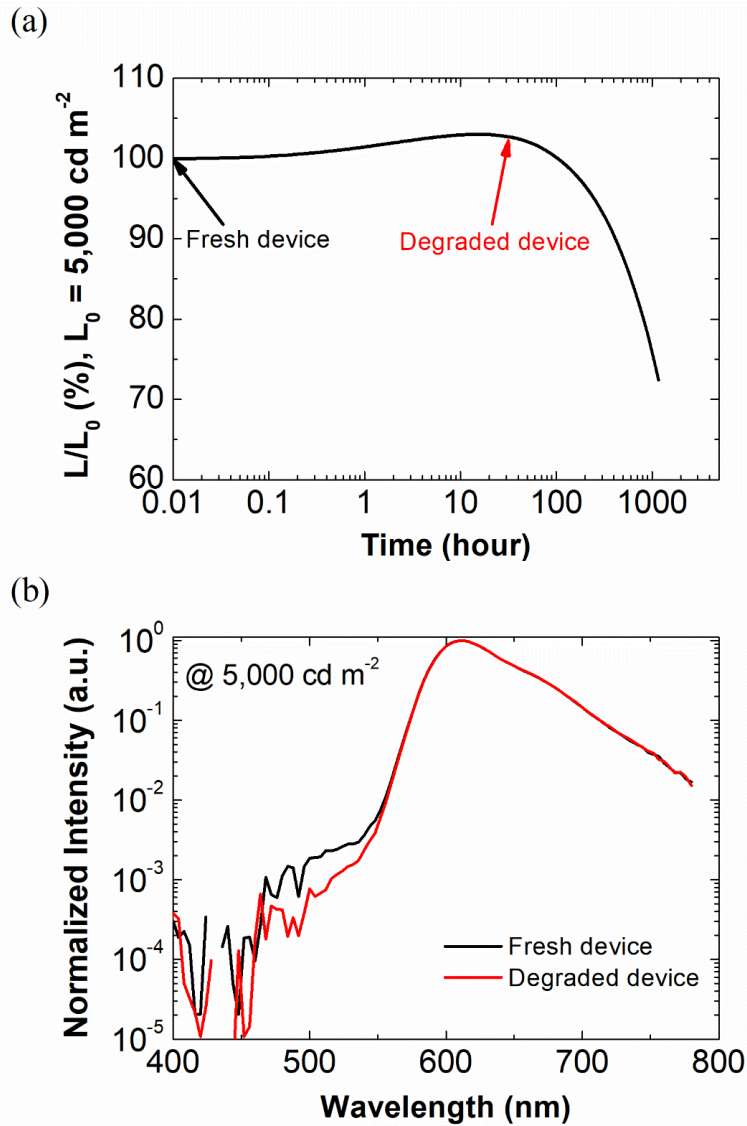 (a)
L/L₀ (%), L₀ = 5,000 cd m⁻²
110
100
90
80
70
60
Fresh device
Degraded device
0.01 0.1 1 10 100 1000
Time (hour)
(b)
Normalized Intensity (a.u.)
10⁰
10⁻¹
10⁻²
10⁻³
10⁻⁴
10⁻⁵
@ 5,000 cd m⁻²
Fresh device
Degraded device
400 500 600 700 800
Wavelength (nm)